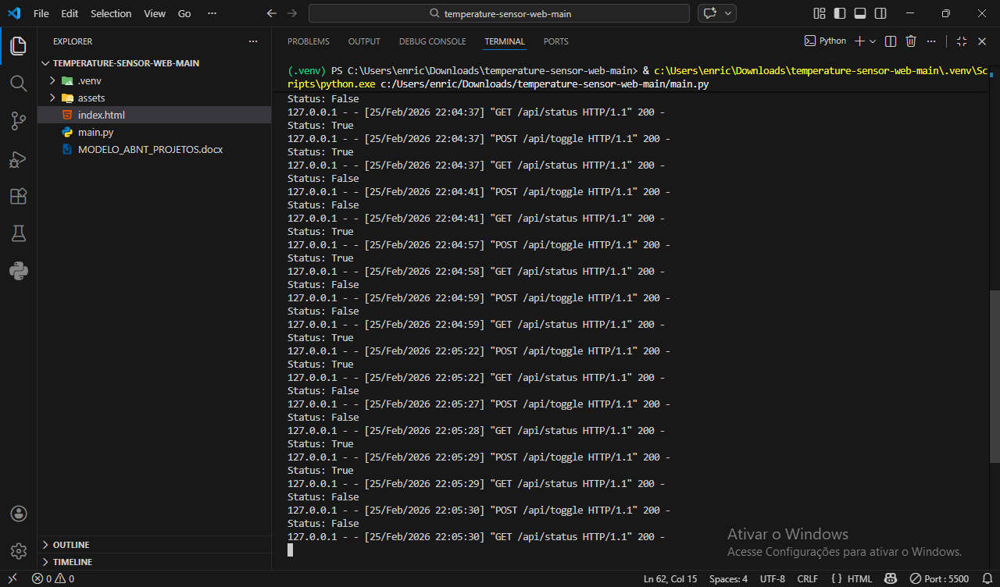 File Edit Selection View Go ··· temperature-sensor-web-main
EXPLORER ···
TEMPERATURE-SENSOR-WEB-MAIN
.venv
assets
index.html
main.py
MODELO_ABNT_PROJETOS.docx
OUTLINE
TIMELINE
PROBLEMS OUTPUT DEBUG CONSOLE TERMINAL PORTS Python ···
(.venv) PS C:\Users\enric\Downloads\temperature-sensor-web-main> & c:\Users\enric\Downloads\temperature-sensor-web-main\.venv\Sc
ripts\python.exe c:/Users/enric/Downloads/temperature-sensor-web-main/main.py
Status: False
127.0.0.1 - - [25/Feb/2026 22:04:37] "GET /api/status HTTP/1.1" 200 -
Status: True
127.0.0.1 - - [25/Feb/2026 22:04:37] "POST /api/toggle HTTP/1.1" 200 -
Status: True
127.0.0.1 - - [25/Feb/2026 22:04:37] "GET /api/status HTTP/1.1" 200 -
Status: False
127.0.0.1 - - [25/Feb/2026 22:04:41] "POST /api/toggle HTTP/1.1" 200 -
Status: False
127.0.0.1 - - [25/Feb/2026 22:04:41] "GET /api/status HTTP/1.1" 200 -
Status: True
127.0.0.1 - - [25/Feb/2026 22:04:57] "POST /api/toggle HTTP/1.1" 200 -
Status: True
127.0.0.1 - - [25/Feb/2026 22:04:58] "GET /api/status HTTP/1.1" 200 -
Status: False
127.0.0.1 - - [25/Feb/2026 22:04:59] "POST /api/toggle HTTP/1.1" 200 -
Status: False
127.0.0.1 - - [25/Feb/2026 22:04:59] "GET /api/status HTTP/1.1" 200 -
Status: True
127.0.0.1 - - [25/Feb/2026 22:05:22] "POST /api/toggle HTTP/1.1" 200 -
Status: True
127.0.0.1 - - [25/Feb/2026 22:05:22] "GET /api/status HTTP/1.1" 200 -
Status: False
127.0.0.1 - - [25/Feb/2026 22:05:27] "POST /api/toggle HTTP/1.1" 200 -
Status: False
127.0.0.1 - - [25/Feb/2026 22:05:28] "GET /api/status HTTP/1.1" 200 -
Status: True
127.0.0.1 - - [25/Feb/2026 22:05:29] "POST /api/toggle HTTP/1.1" 200 -
Status: True
127.0.0.1 - - [25/Feb/2026 22:05:29] "GET /api/status HTTP/1.1" 200 -
Status: False
127.0.0.1 - - [25/Feb/2026 22:05:30] "POST /api/toggle HTTP/1.1" 200 -
Status: False
127.0.0.1 - - [25/Feb/2026 22:05:30] "GET /api/status HTTP/1.1" 200 -
Ativar o Windows
Acesse Configurações para ativar o Windows.
0 0 Ln 62, Col 15 Spaces: 4 UTF-8 CRLF { } HTML Port : 5500